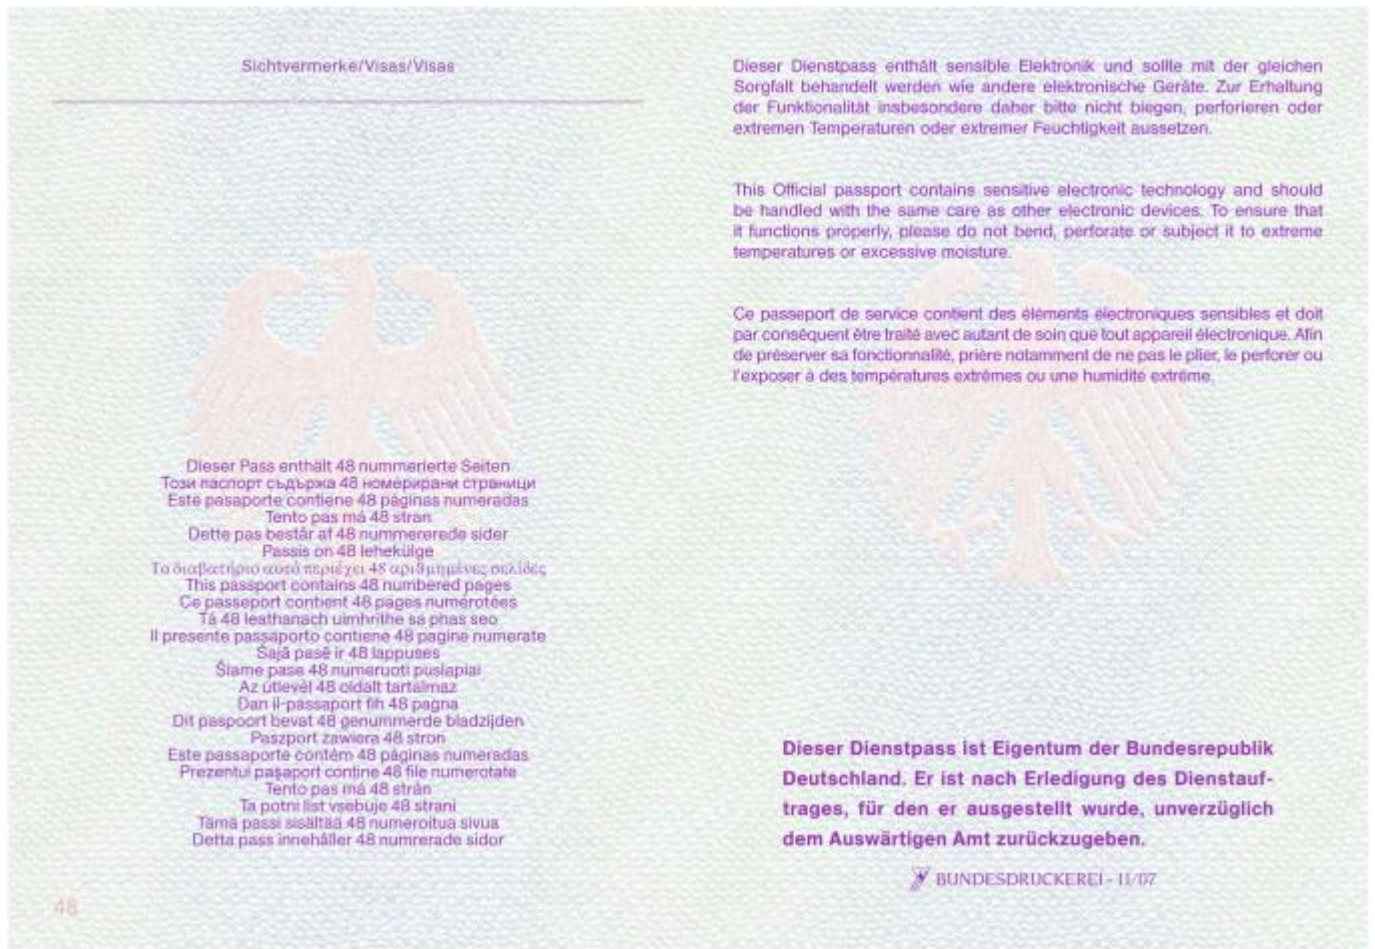 Sichtvermerke/Visas/Visas
Dieser Pass enthält 48 nummerierte Seiten
Този паспорт съдържа 48 номерирани страници
Este pasaporte contiene 48 páginas numeradas
Tento pas má 48 stran
Dette pas består af 48 nummererede sider
Passis on 48 lehekülge
Το διαβατήριο αυτό περιέχει 48 αριθμημένες σελίδες
This passport contains 48 numbered pages
Ce passeport contient 48 pages numérotées
Tá 48 leathanach uimhrithe sa phas seo
Il presente passaporto contiene 48 pagine numerate
Šajā pasē ir 48 lappuses
Šiame pase 48 numeruoti puslapiai
Az útlevél 48 oldalt tartalmaz
Dan il-passaport fih 48 paġna
Dit paspoort bevat 48 genummerde bladzijden
Paszport zawiera 48 stron
Este passaporte contém 48 páginas numeradas
Prezentul paşaport conţine 48 file numerotate
Tento pas má 48 strán
Ta potni list vsebuje 48 strani
Tämä passi sisältää 48 numeroitua sivua
Detta pass innehåller 48 numrerade sidor
48
Dieser Dienstpass enthält sensible Elektronik und sollte mit der gleichen
Sorgfalt behandelt werden wie andere elektronische Geräte. Zur Erhaltung
der Funktionalität insbesondere daher bitte nicht biegen, perforieren oder
extremen Temperaturen oder extremer Feuchtigkeit aussetzen.
This Official passport contains sensitive electronic technology and should
be handled with the same care as other electronic devices. To ensure that
it functions properly, please do not bend, perforate or subject it to extreme
temperatures or excessive moisture.
Ce passeport de service contient des éléments électroniques sensibles et doit
par conséquent être traité avec autant de soin que tout appareil électronique. Afin
de préserver sa fonctionnalité, prière notamment de ne pas le plier, le perforer ou
l'exposer à des températures extrêmes ou une humidité extrême.
Dieser Dienstpass ist Eigentum der Bundesrepublik
Deutschland. Er ist nach Erledigung des Dienstauf-
trages, für den er ausgestellt wurde, unverzüglich
dem Auswärtigen Amt zurückzugeben.
BUNDESDRUCKEREI - 11/07